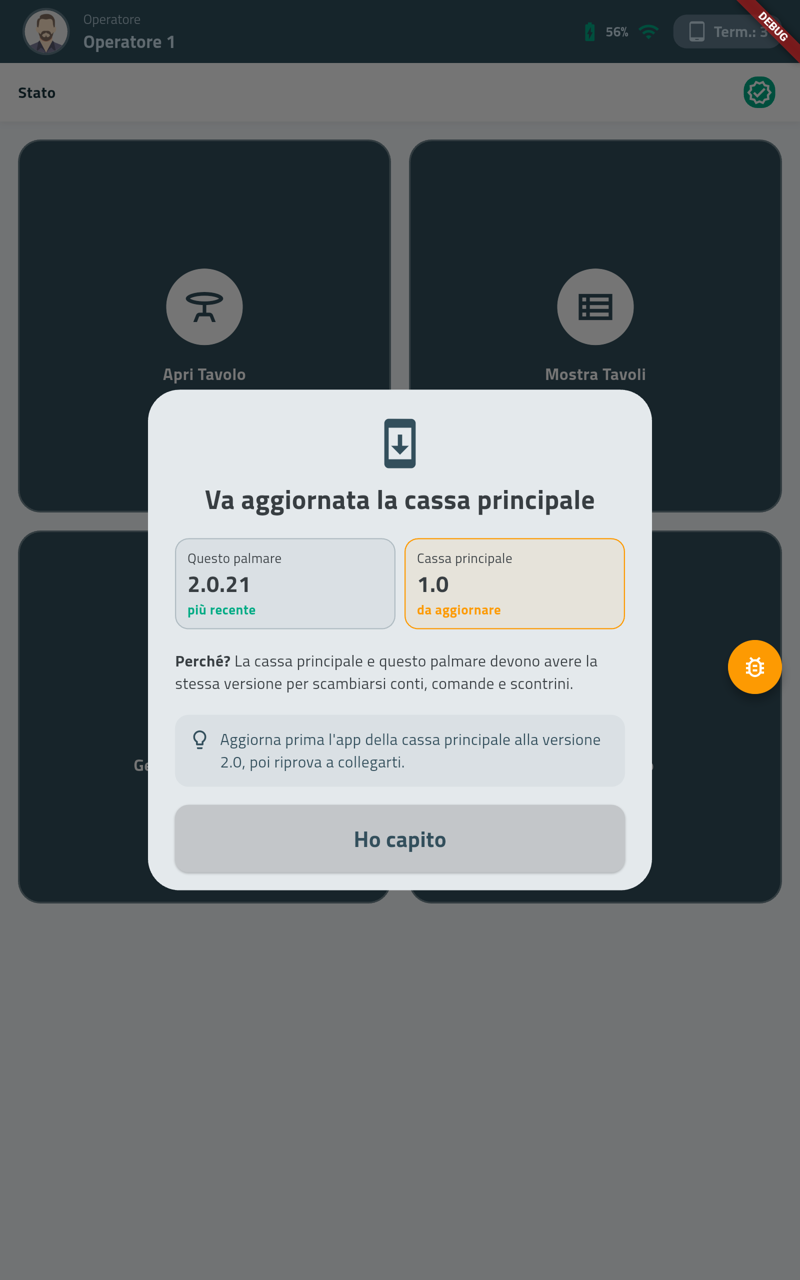 Operatore
Operatore 1
56%
Term.: 3
DEBUG
Stato
Apri Tavolo
Mostra Tavoli
Va aggiornata la cassa principale
Questo palmare
2.0.21
più recente
Cassa principale
1.0
da aggiornare
Perché? La cassa principale e questo palmare devono avere la
stessa versione per scambiarsi conti, comande e scontrini.
Aggiorna prima l'app della cassa principale alla versione
2.0, poi riprova a collegarti.
Ho capito